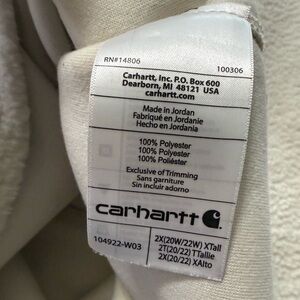 RN#14806 100306
Carhartt, Inc. P.O. Box 600
Dearborn, MI 48121 USA
carhartt.com
Made in Jordan
Fabriqué en Jordanie
Hecho en Jordania
100% Polyester
100% Polyester
100% Poliéster
Exclusive of Trimming
Sans garniture
Sin incluir adorno
carhartt
104922-W03
2X(20W/22W) XTall
2T(20/22) TTallie
2X(20/22) XAlto